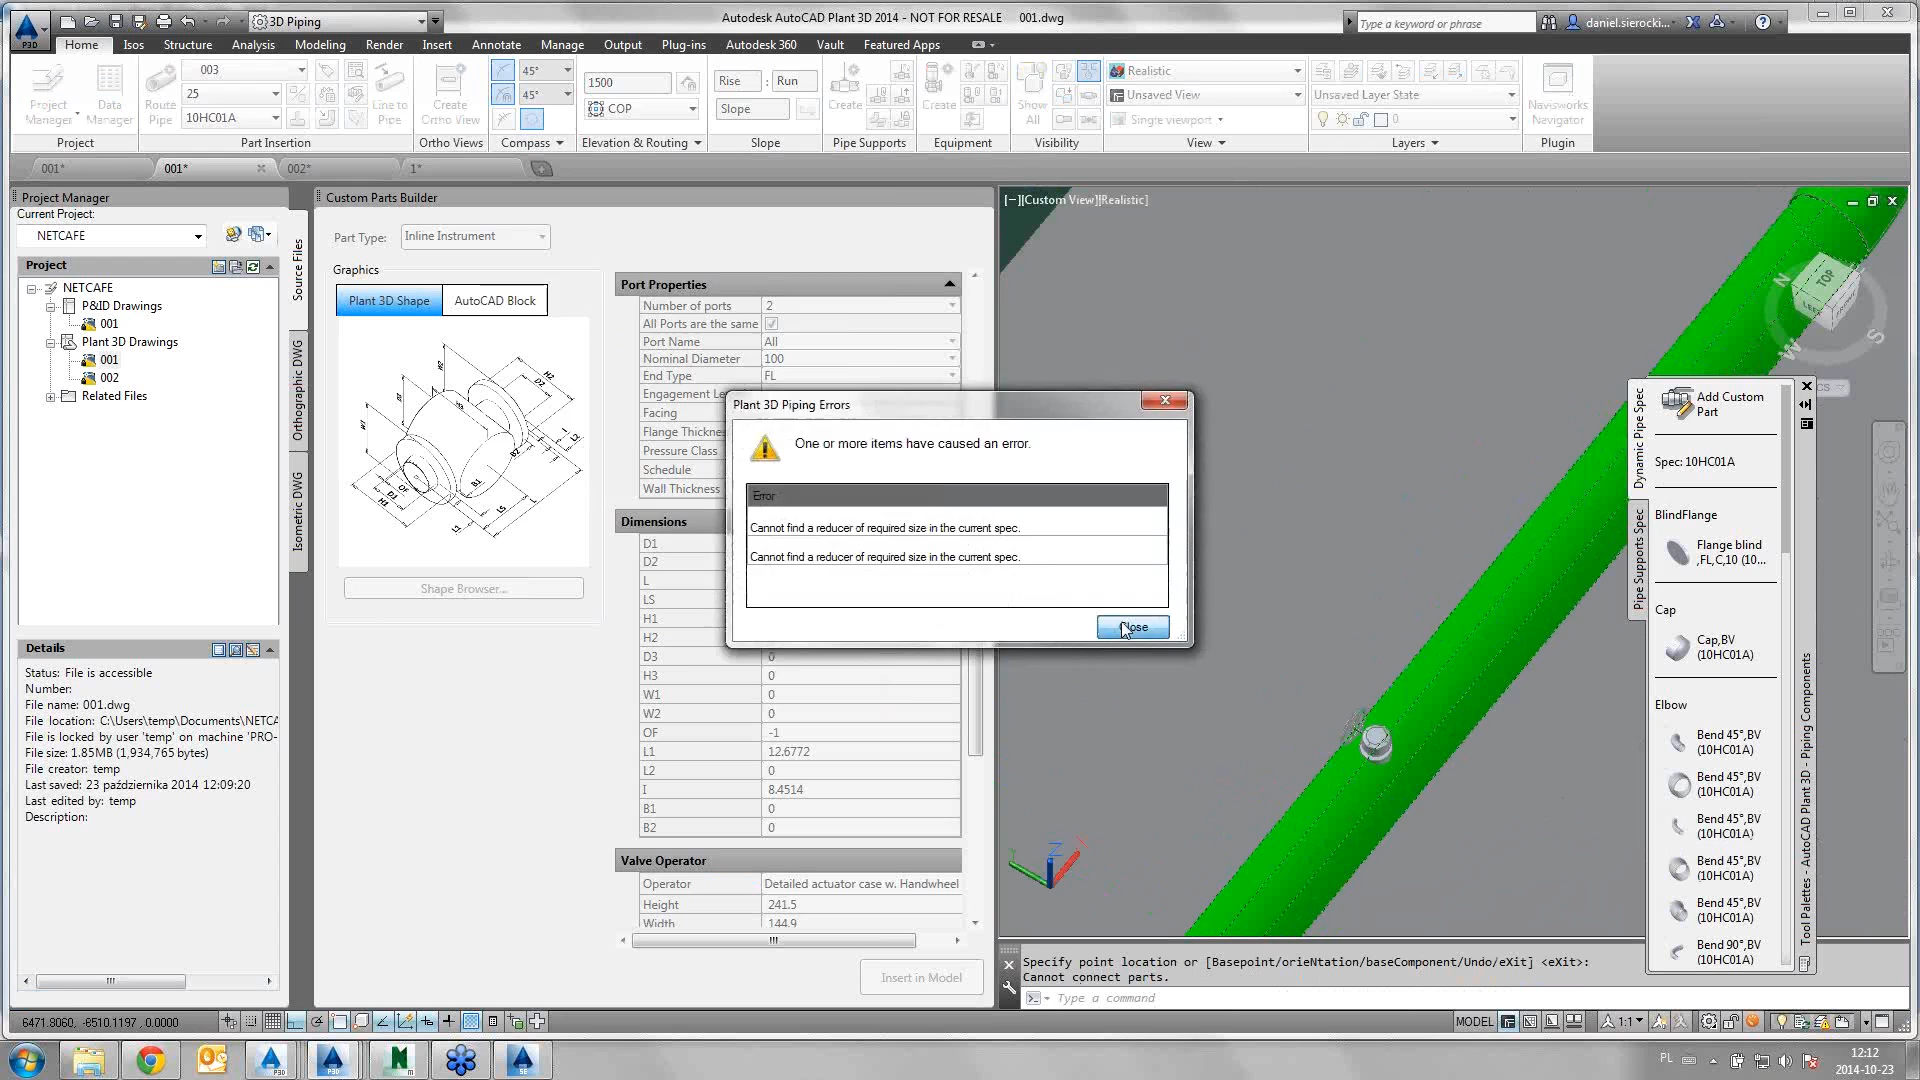 3D Piping
Autodesk AutoCAD Plant 3D 2014 - NOT FOR RESALE 001.dwg
Type a keyword or phrase
daniel.sierocki...
P3D
Home Isos Structure Analysis Modeling Render Insert Annotate Manage Output Plug-ins Autodesk 360 Vault Featured Apps
Project Manager
Data Manager
Project
Route Pipe
003
25
10HC01A
Line to Pipe
Part Insertion
Create Ortho View
Ortho Views
45°
45°
Compass
1500
COP
Elevation & Routing
Rise : Run
Slope
Slope
Create
Pipe Supports
Create
Equipment
Show All
Visibility
Realistic
Unsaved View
Single viewport
View
Unsaved Layer State
0
Layers
Navisworks Navigator
Plugin
001* 001* 002* 1*
Project Manager
Current Project:
NETCAFE
Project
NETCAFE
P&ID Drawings
001
Plant 3D Drawings
001
002
Related Files
Source Files
Orthographic DWG
Isometric DWG
Details
Status: File is accessible
Number:
File name: 001.dwg
File location: C:\Users\temp\Documents\NETCA
File is locked by user 'temp' on machine 'PRO-
File size: 1.85MB (1,934,765 bytes)
File creator: temp
Last saved: 23 października 2014 12:09:20
Last edited by: temp
Description:
Custom Parts Builder
Part Type: Inline Instrument
Graphics
Plant 3D Shape AutoCAD Block
Shape Browser...
Port Properties
Number of ports 2
All Ports are the same
Port Name All
Nominal Diameter 100
End Type FL
Engagement Le
Facing
Flange Thickne
Pressure Class
Schedule
Wall Thickness
Dimensions
D1
D2
L
LS
H1
H2
D3 0
H3 0
W1 0
W2 0
OF -1
L1 12.6772
L2 0
I 8.4514
B1 0
B2 0
Valve Operator
Operator Detailed actuator case w. Handwheel
Height 241.5
Width 144.9
Insert in Model
Plant 3D Piping Errors
One or more items have caused an error.
Error
Cannot find a reducer of required size in the current spec.
Cannot find a reducer of required size in the current spec.
[−][Custom View][Realistic]
TOP
N
S
W
Dynamic Pipe Spec
Pipe Supports Spec
Add Custom Part
Spec: 10HC01A
BlindFlange
Flange blind ,FL,C,10 (10...
Cap
Cap,BV (10HC01A)
Elbow
Bend 45°,BV (10HC01A)
Bend 45°,BV (10HC01A)
Bend 45°,BV (10HC01A)
Bend 45°,BV (10HC01A)
Bend 45°,BV (10HC01A)
Bend 90°,BV (10HC01A)
Tool Palettes - AutoCAD Plant 3D - Piping Components
Specify point location or [Basepoint/orieNtation/baseComponent/Undo/eXit] <eXit>:
Cannot connect parts.
Type a command
6471.8060, -6510.1197 , 0.0000
MODEL
1:1
PL
12:12
2014-10-23